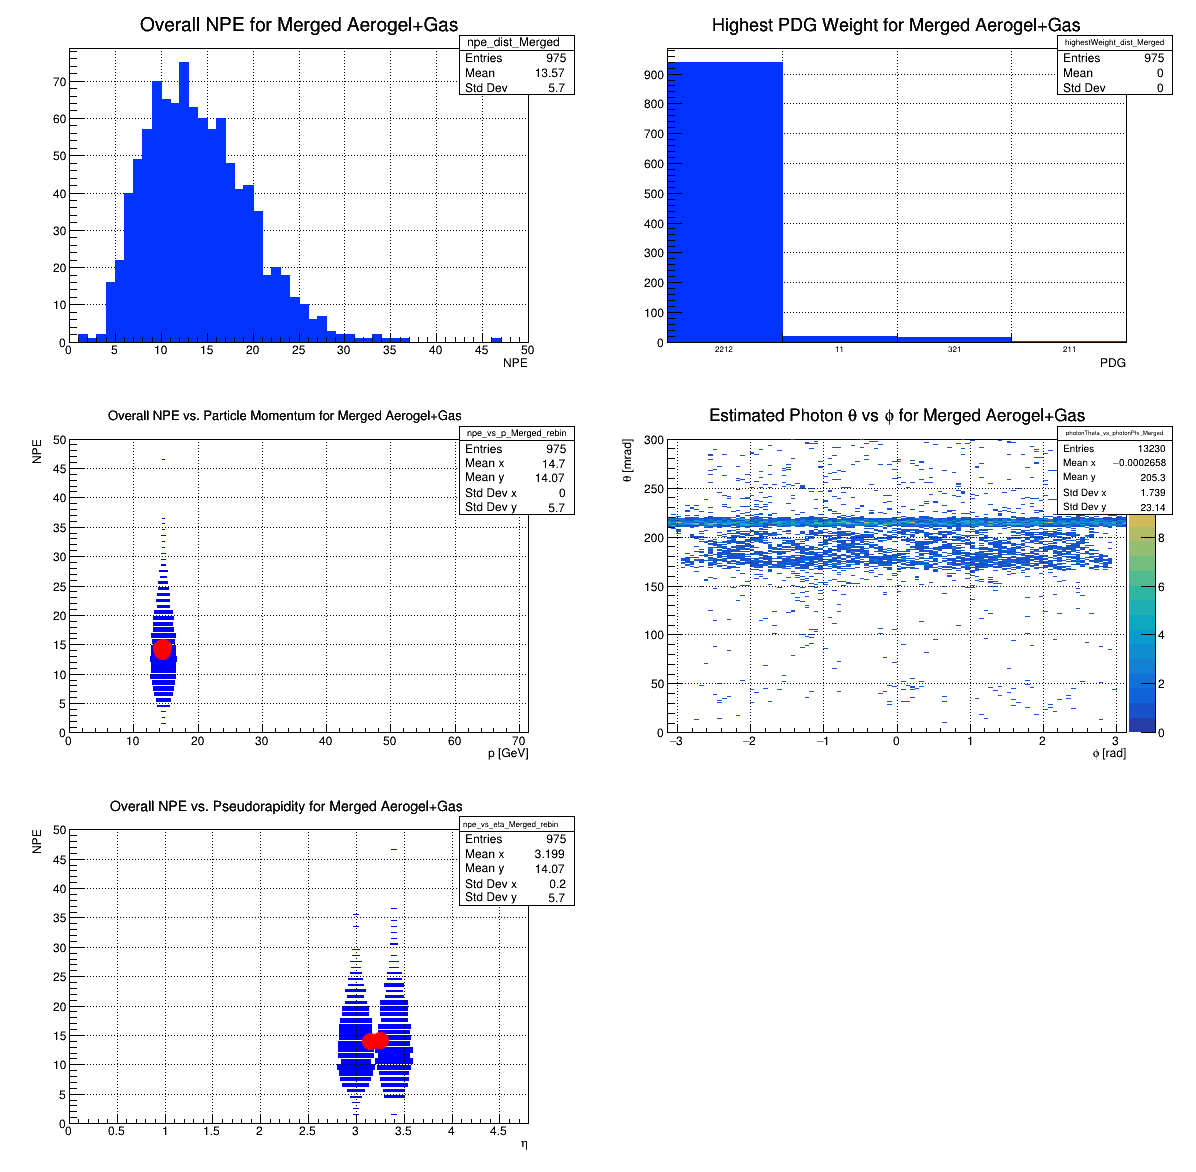 Overall NPE for Merged Aerogel+Gas
npe_dist_Merged
Entries 975
Mean 13.57
Std Dev 5.7
70
60
50
40
30
20
10
0
0 5 10 15 20 25 30 35 40 45 50
NPE
Highest PDG Weight for Merged Aerogel+Gas
highestWeight_dist_Merged
Entries 975
Mean 0
Std Dev 0
900
800
700
600
500
400
300
200
100
0
2212 11 321 211
PDG
Overall NPE vs. Particle Momentum for Merged Aerogel+Gas
npe_vs_p_Merged_rebin
Entries 975
Mean x 14.7
Mean y 14.07
Std Dev x 0
Std Dev y 5.7
NPE
50
45
40
35
30
25
20
15
10
5
0
0 10 20 30 40 50 60 70
p [GeV]
Estimated Photon θ vs ϕ for Merged Aerogel+Gas
photonTheta_vs_photonPhi_Merged
Entries 13230
Mean x −0.0002658
Mean y 205.3
Std Dev x 1.739
Std Dev y 23.14
θ [mrad]
300
250
200
150
100
50
0
−3 −2 −1 0 1 2 3
ϕ [rad]
8
6
4
2
0
Overall NPE vs. Pseudorapidity for Merged Aerogel+Gas
npe_vs_eta_Merged_rebin
Entries 975
Mean x 3.199
Mean y 14.07
Std Dev x 0.2
Std Dev y 5.7
NPE
50
45
40
35
30
25
20
15
10
5
0
0 0.5 1 1.5 2 2.5 3 3.5 4 4.5
η